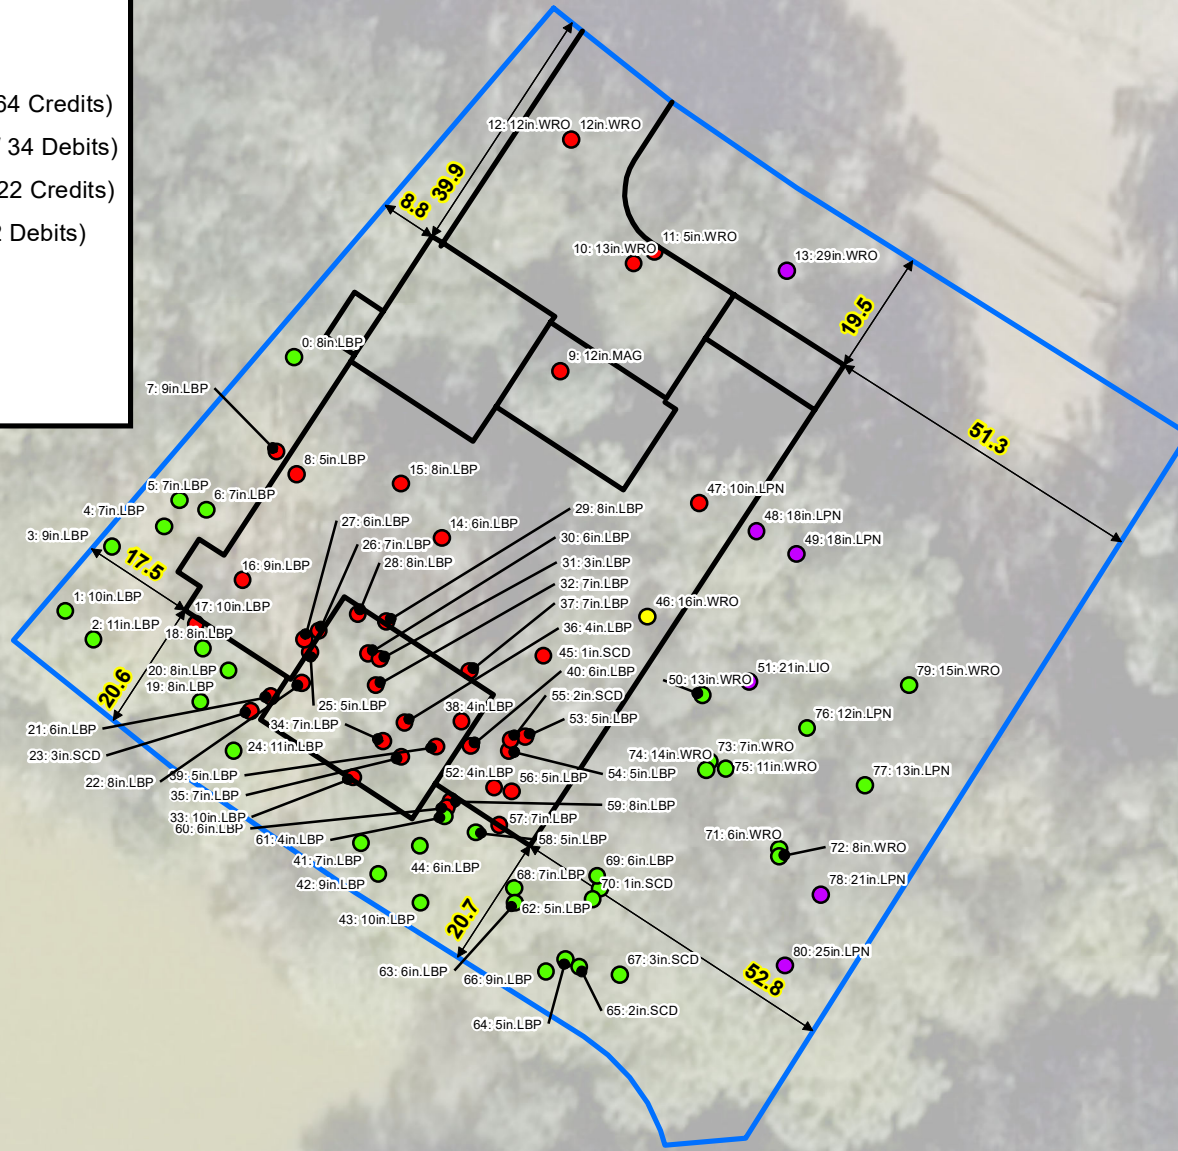 64 Credits)
34 Debits)
22 Credits)
Debits)
12: 12in.WRO
12in.WRO
39.9
8.8
11: 5in.WRO
10: 13in.WRO
13: 29in.WRO
19.5
0: 8in.LBP
9: 12in.MAG
7: 9in.LBP
51.3
8: 5in.LBP
15: 8in.LBP
5: 7in.LBP
6: 7in.LBP
47: 10in.LPN
4: 7in.LBP
29: 8in.LBP
48: 18in.LPN
27: 6in.LBP
14: 6in.LBP
3: 9in.LBP
30: 6in.LBP
49: 18in.LPN
26: 7in.LBP
28: 8in.LBP
31: 3in.LBP
17.5
16: 9in.LBP
32: 7in.LBP
1: 10in.LBP
17: 10in.LBP
37: 7in.LBP
46: 16in.WRO
2: 11in.LBP
18: 8in.LBP
36: 4in.LBP
45: 1in.SCD
20: 8in.LBP
40: 6in.LBP
51: 21in.LIO
79: 15in.WRO
50: 13in.WRO
19: 8in.LBP
20.6
55: 2in.SCD
25: 5in.LBP
38: 4in.LBP
76: 12in.LPN
53: 5in.LBP
34: 7in.LBP
21: 6in.LBP
24: 11in.LBP
73: 7in.WRO
74: 14in.WRO
23: 3in.SCD
75: 11in.WRO
39: 5in.LBP
52: 4in.LBP
54: 5in.LBP
77: 13in.LPN
22: 8in.LBP
56: 5in.LBP
35: 7in.LBP
59: 8in.LBP
33: 10in.LBP
57: 7in.LBP
60: 6in.LBP
71: 6in.WRO
61: 4in.LBP
58: 5in.LBP
72: 8in.WRO
41: 7in.LBP
44: 6in.LBP
69: 6in.LBP
68: 7in.LBP
78: 21in.LPN
42: 9in.LBP
70: 1in.SCD
62: 5in.LBP
43: 10in.LBP
20.7
80: 25in.LPN
67: 3in.SCD
63: 6in.LBP
66: 9in.LBP
52.8
65: 2in.SCD
64: 5in.LBP